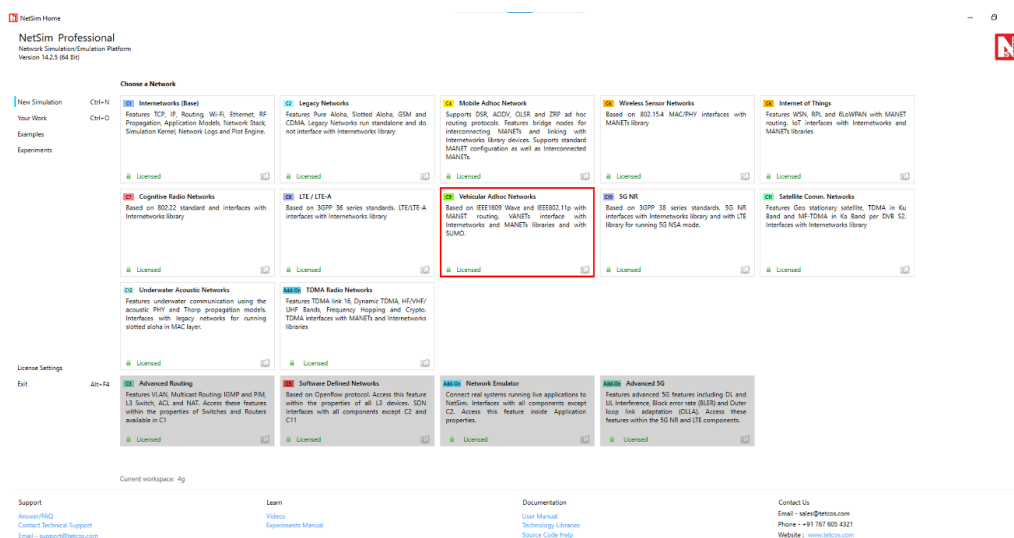 NetSim Home
NetSim Professional
Network Simulation/Emulation Platform
Version 14.2.5 (64 Bit)
Choose a Network
New Simulation Ctrl+N
Your Work Ctrl+O
Examples
Experiments
C1 Internetworks (Base)
Features TCP, IP, Routing, Wi-Fi, Ethernet, RF
Propagation, Application Models, Network Stack,
Simulation Kernel, Network Logs and Plot Engine.
Licensed
C2 Legacy Networks
Features Pure Aloha, Slotted Aloha, GSM and
CDMA. Legacy Networks run standalone and do
not interface with Internetworks library
Licensed
C4 Mobile Adhoc Network
Supports DSR, AODV, OLSR and ZRP ad hoc
routing protocols. Features bridge nodes for
interconnecting MANETs and linking with
Internetworks library devices. Supports standard
MANET configuration as well as Interconnected
MANETs.
Licensed
Wireless Sensor Networks
Based on 802.15.4 MAC/PHY interfaces with
MANETs library
Licensed
Internet of Things
Features WSN, RPL and 6LoWPAN with MANET
routing. IoT interfaces with Internetworks and
MANETs libraries
Licensed
C7 Cognitive Radio Networks
Based on 802.22 standard and interfaces with
Internetworks library
Licensed
C8 LTE / LTE-A
Based on 3GPP 36 series standards. LTE/LTE-A
interfaces with Internetworks library
Licensed
C9 Vehicular Adhoc Networks
Based on IEEE1609 Wave and IEEE802.11p with
MANET routing. VANETs interface with
Internetworks and MANETs libraries and with
SUMO.
Licensed
C10 5G NR
Based on 3GPP 38 series standards. 5G NR
interfaces with Internetworks library and with LTE
library for running 5G NSA mode.
Licensed
C11 Satellite Comm. Networks
Features Geo stationary satellite, TDMA in Ku
Band and MF-TDMA in Ka Band per DVB S2.
Interfaces with Internetworks library
Licensed
C12 Underwater Acoustic Networks
Features underwater communication using the
acoustic PHY and Thorp propagation models.
Interfaces with legacy networks for running
slotted aloha in MAC layer.
Licensed
Add-On TDMA Radio Networks
Features TDMA link 16, Dynamic TDMA, HF/VHF/
UHF Bands, Frequency Hopping and Crypto.
TDMA interfaces with MANETs and Internetworks
libraries
Licensed
License Settings
Exit Alt+F4
C3 Advanced Routing
Features VLAN, Multicast Routing: IGMP and PIM,
L3 Switch, ACL and NAT. Access these features
within the properties of Switches and Routers
available in C1
Licensed
Software Defined Networks
Based on Openflow protocol. Access this feature
within the properties of all L3 devices. SDN
interfaces with all components except C2 and
C11
Licensed
Add-On Network Emulator
Connect real systems running live applications to
NetSim. Interfaces with all components except
C2. Access this feature inside Application
properties.
Licensed
Add-On Advanced 5G
Features advanced 5G features including DL and
UL Interference, Block error rate (BLER) and Outer
loop link adaptation (OLLA). Access these
features within the 5G NR and LTE components.
Licensed
Current workspace: 4g
Support
Answer/FAQ
Contact Technical Support
Email - support@tetcos.com
Learn
Videos
Experiments Manual
Documentation
User Manual
Technology Libraries
Source Code Help
Contact Us
Email - sales@tetcos.com
Phone - +91 767 605 4321
Website : www.tetcos.com